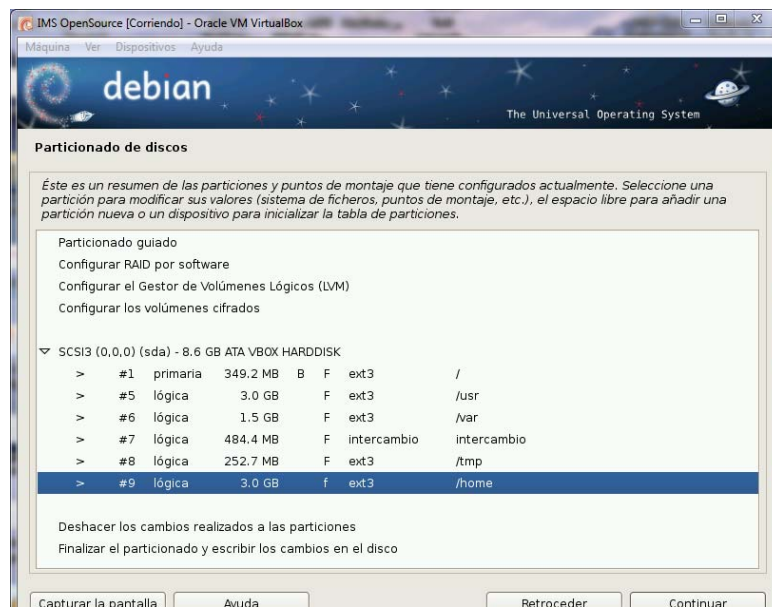 IMS OpenSource [Corriendo] - Oracle VM VirtualBox
Máquina Ver Dispositivos Ayuda
debian
The Universal Operating System
Particionado de discos
Éste es un resumen de las particiones y puntos de montaje que tiene configurados actualmente. Seleccione una
partición para modificar sus valores (sistema de ficheros, puntos de montaje, etc.), el espacio libre para añadir una
partición nueva o un dispositivo para inicializar la tabla de particiones.
Particionado guiado
Configurar RAID por software
Configurar el Gestor de Volúmenes Lógicos (LVM)
Configurar los volúmenes cifrados
SCSI3 (0,0,0) (sda) - 8.6 GB ATA VBOX HARDDISK
> #1 primaria 349.2 MB B F ext3 /
> #5 lógica 3.0 GB F ext3 /usr
> #6 lógica 1.5 GB F ext3 /var
> #7 lógica 484.4 MB F intercambio intercambio
> #8 lógica 252.7 MB F ext3 /tmp
> #9 lógica 3.0 GB f ext3 /home
Deshacer los cambios realizados a las particiones
Finalizar el particionado y escribir los cambios en el disco
Capturar la pantalla Ayuda Retroceder Continuar